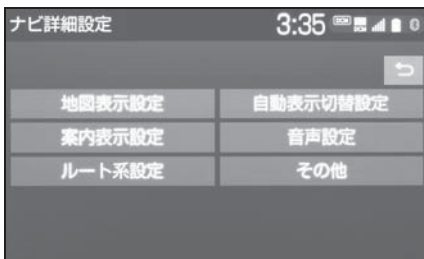 ナビ詳細設定 3:35
地図表示設定 自動表示切替設定
案内表示設定 音声設定
ルート系設定 その他